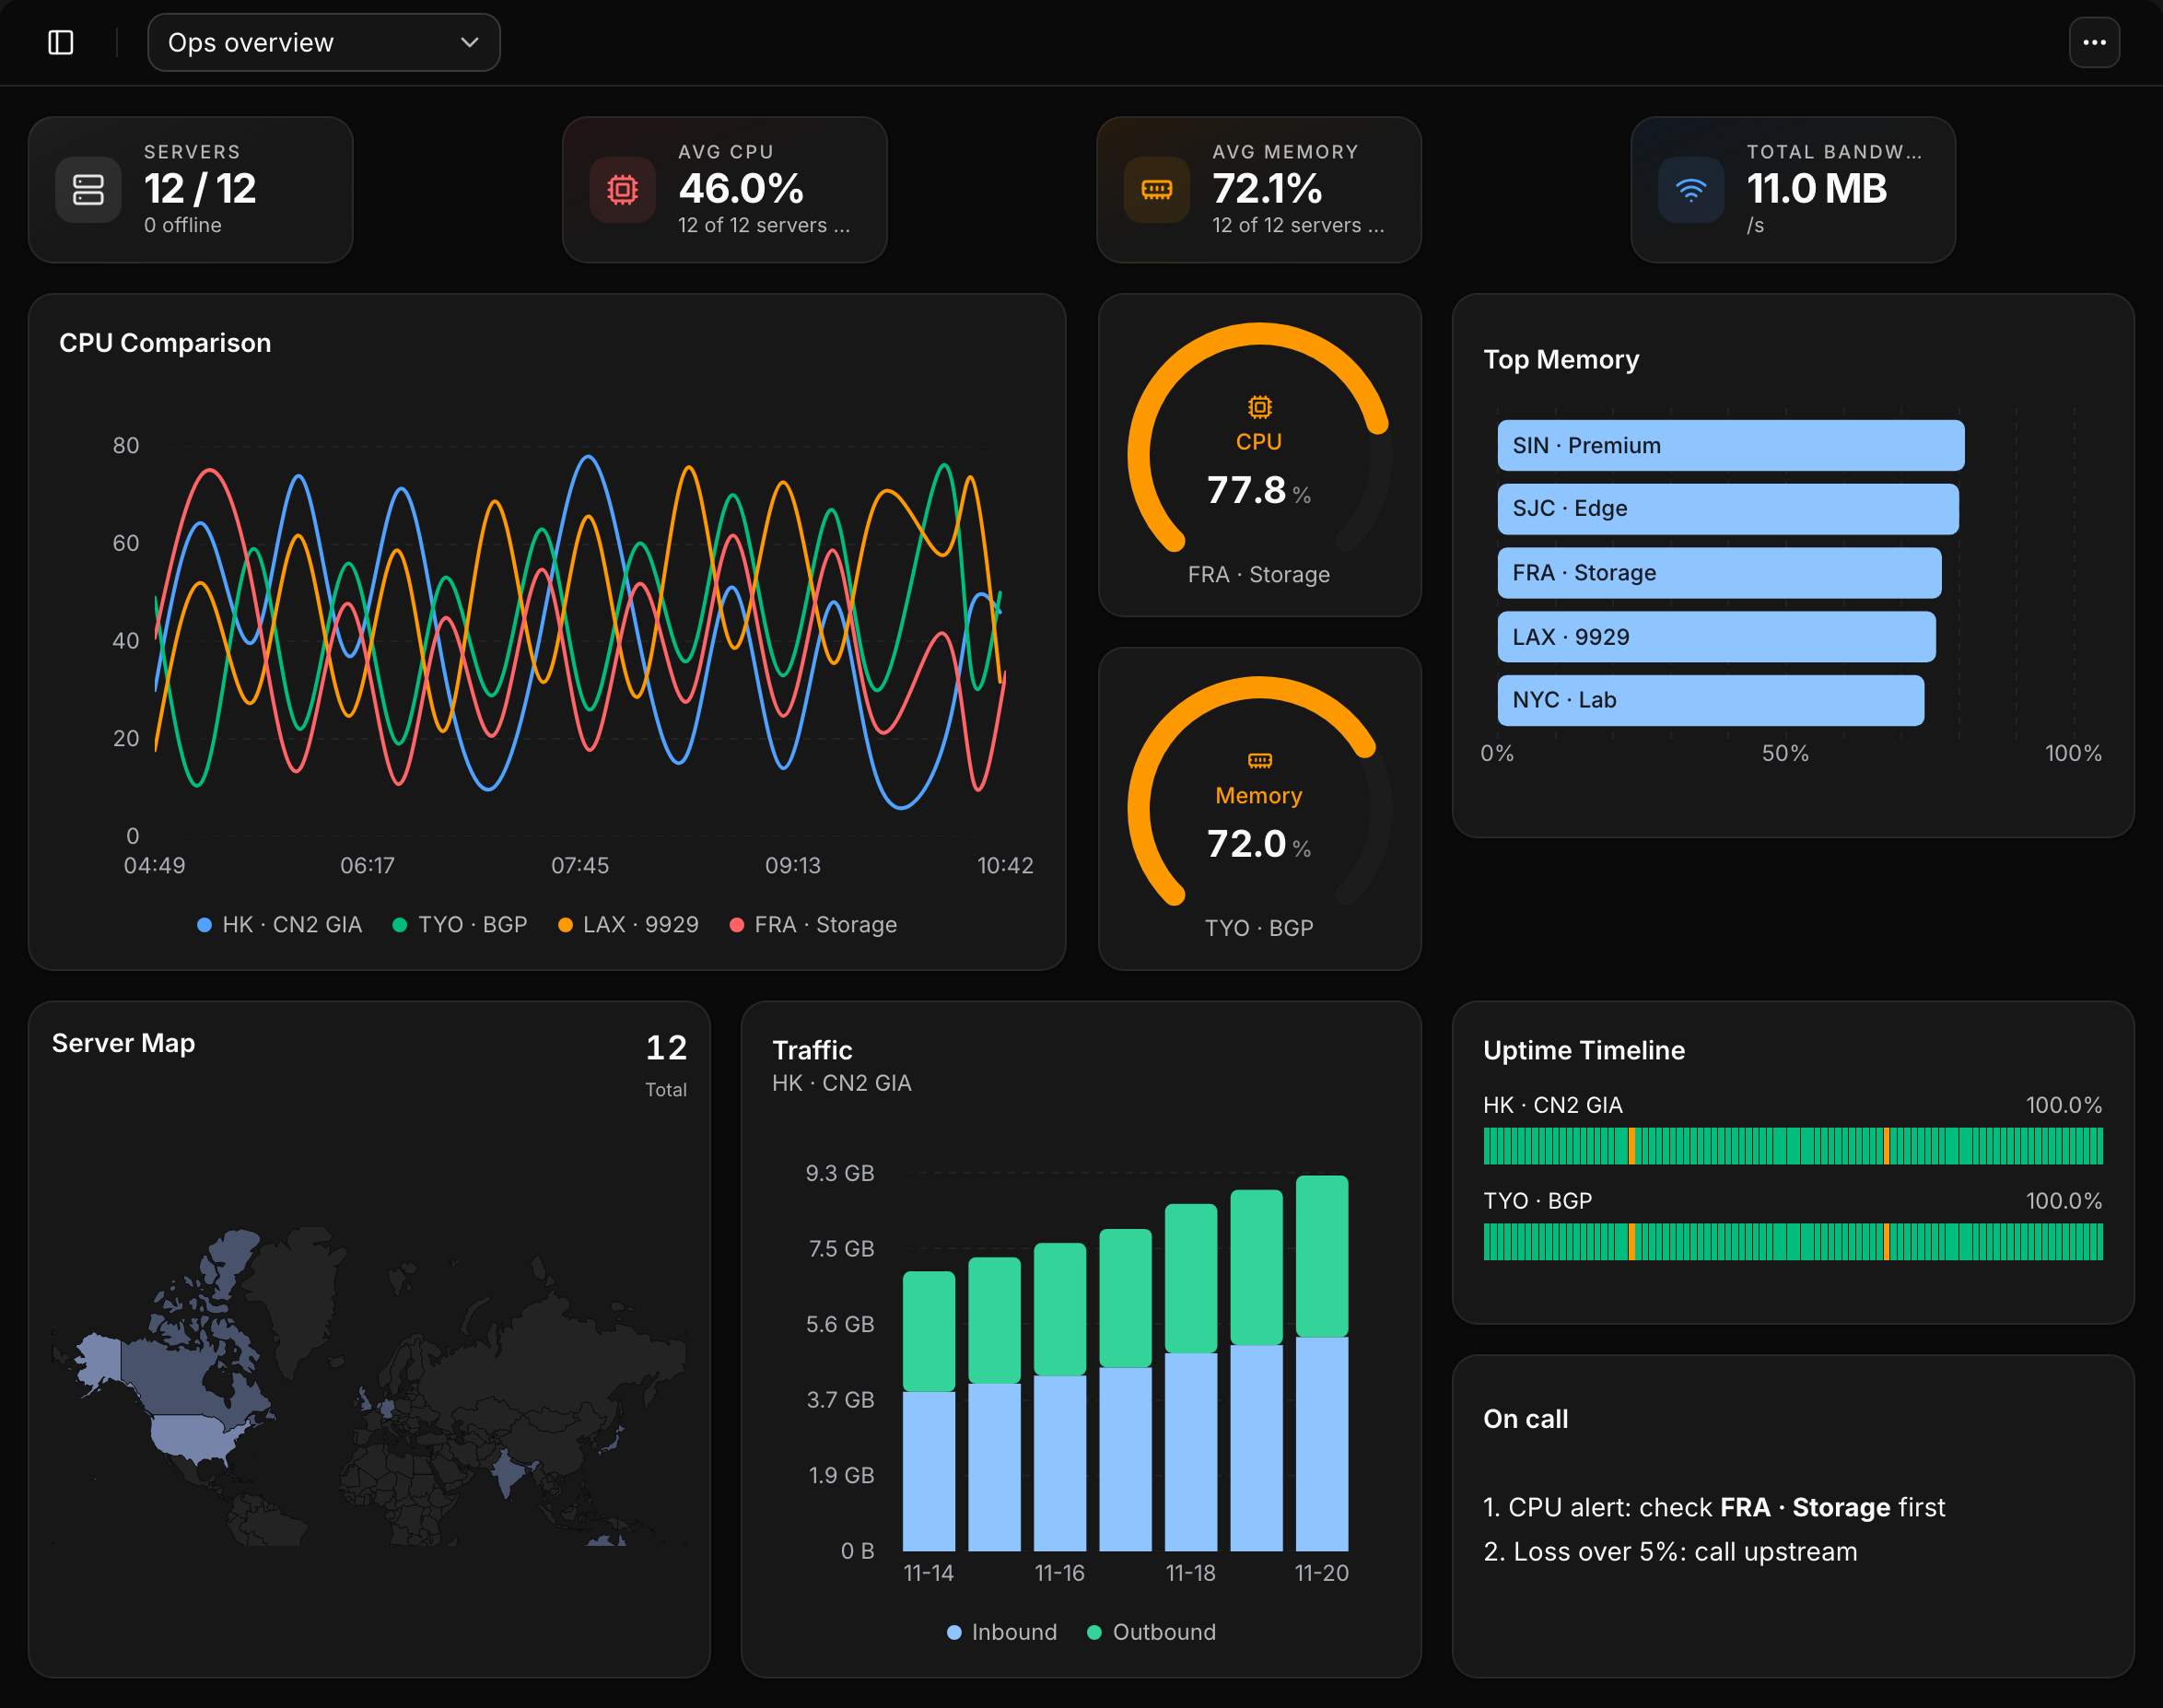 Ops overview
SERVERS
12 / 12
0 offline
AVG CPU
46.0%
12 of 12 servers ...
AVG MEMORY
72.1%
12 of 12 servers ...
TOTAL BANDW...
11.0 MB
/s
CPU Comparison
80
60
40
20
0
04:49 06:17 07:45 09:13 10:42
HK · CN2 GIA TYO · BGP LAX · 9929 FRA · Storage
CPU
77.8 %
FRA · Storage
Memory
72.0 %
TYO · BGP
Top Memory
SIN · Premium
SJC · Edge
FRA · Storage
LAX · 9929
NYC · Lab
0% 50% 100%
Server Map
12
Total
Traffic
HK · CN2 GIA
9.3 GB
7.5 GB
5.6 GB
3.7 GB
1.9 GB
0 B
11-14 11-16 11-18 11-20
Inbound Outbound
Uptime Timeline
HK · CN2 GIA 100.0%
TYO · BGP 100.0%
On call
1. CPU alert: check FRA · Storage first
2. Loss over 5%: call upstream